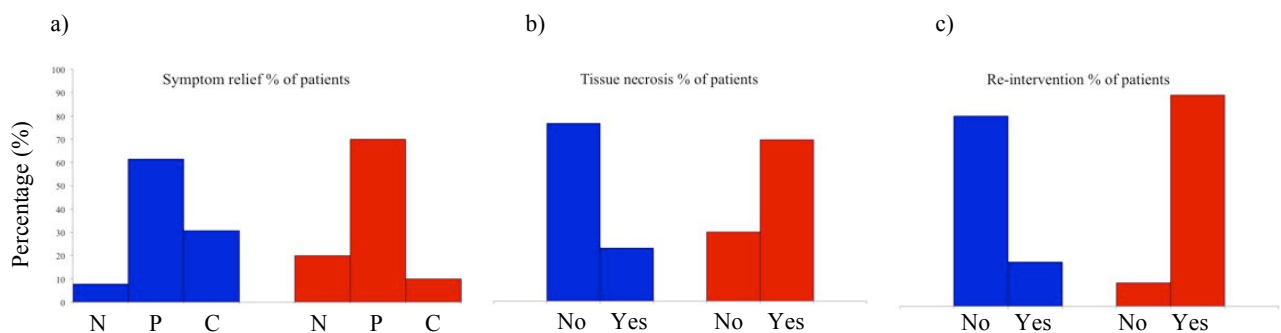 a)
b)
c)
Symptom relief % of patients
Tissue necrosis % of patients
Re-intervention % of patients
Percentage (%)
100
90
80
70
60
50
40
30
20
10
0
N P C N P C
No Yes No Yes
No Yes No Yes